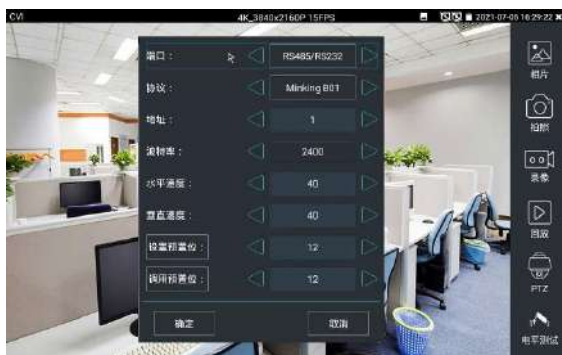 CVI 4K_3840x2160P 15FPS 2021-07-05 16:29:22
端口： RS485/RS232
协议： Minking B01
地址： 1
波特率： 2400
水平速度： 40
垂直速度： 40
设置预置位： 12
调用预置位： 12
确定 取消
相片
拍照
录像
回放
PTZ
电平测试